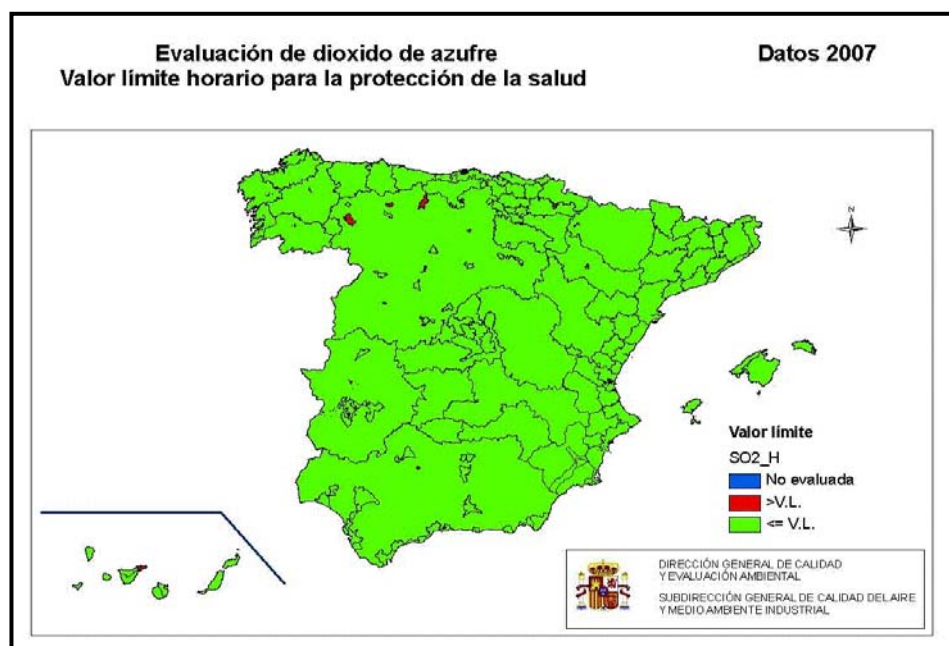 Evaluación de dioxido de azufre
Valor límite horario para la protección de la salud
Datos 2007
N
Valor límite
SO2_H
No evaluada
>V.L.
<= V.L.
DIRECCIÓN GENERAL DE CALIDAD
Y EVALUACIÓN AMBIENTAL
SUBDIRECCIÓN GENERAL DE CALIDAD DEL AIRE
Y MEDIO AMBIENTE INDUSTRIAL